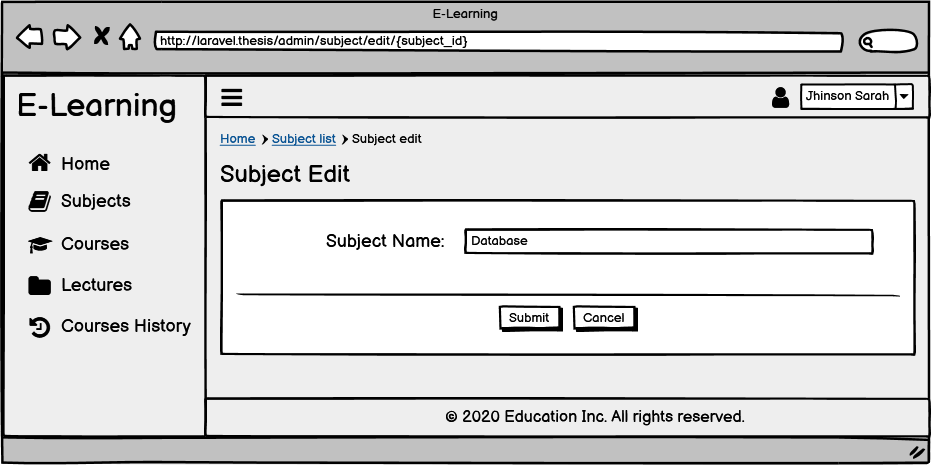 E-Learning
http://laravel.thesis/admin/subject/edit/{subject_id}
E-Learning
Home
Subjects
Courses
Lectures
Courses History
Jhinson Sarah
Home Subject list Subject edit
Subject Edit
Subject Name: Database
Submit Cancel
© 2020 Education Inc. All rights reserved.